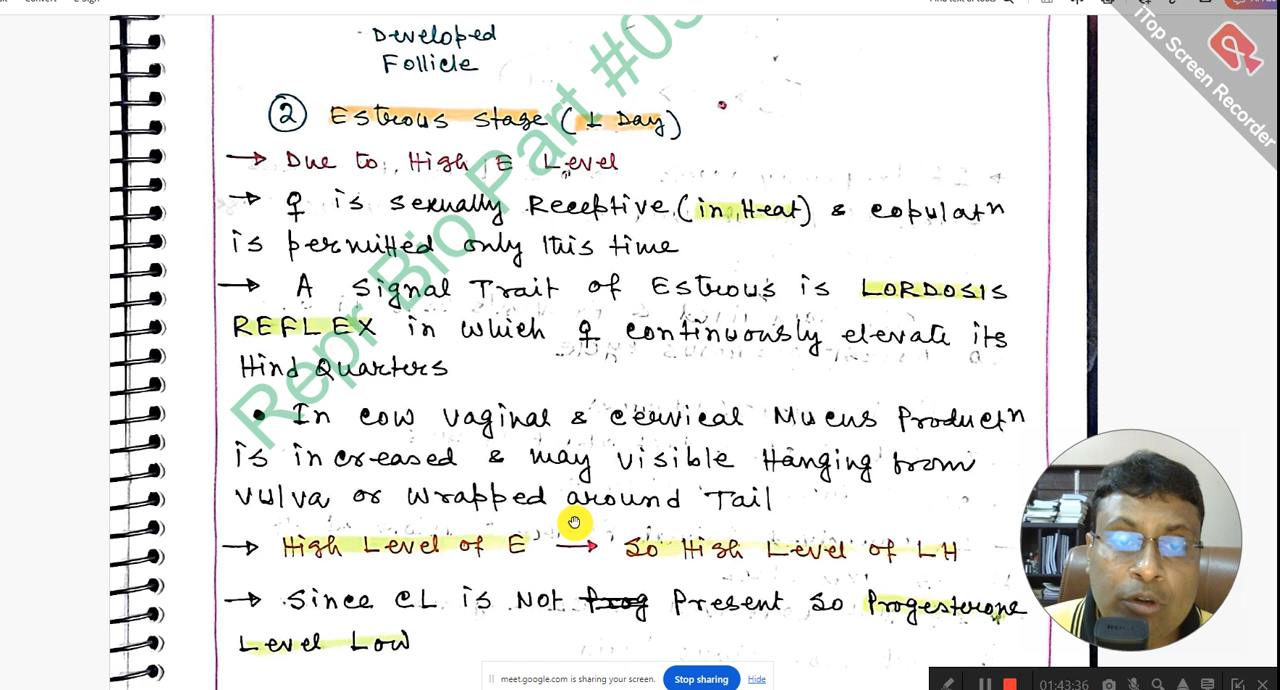 Developed
Follicle
② Estrous Stage (1 Day)
→ Due to High E Level
→ ♀ is sexually Receptive (in Heat) & copulatn
is permitted only this time
→ A Signal Trait of Estrous is LORDOSIS
REFLEX in which ♀ continuously elevate its
Hind Quarters
• In cow vaginal & cervical Mucus Productn
is increased & may visible Hanging from
vulva or wrapped around Tail
→ High Level of E → So High Level of LH
→ Since CL is Not Prog Present So Progesterone
Level Low
Repr Bio Part #03
iTop Screen Recorder
meet.google.com is sharing your screen. Stop sharing Hide
01:43:36